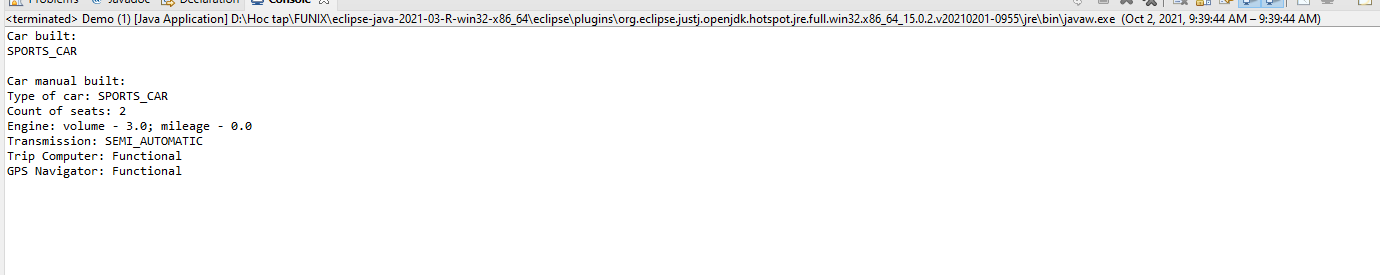 Problems @ Javadoc Declaration Console
<terminated> Demo (1) [Java Application] D:\Hoc tap\FUNIX\eclipse-java-2021-03-R-win32-x86_64\eclipse\plugins\org.eclipse.justj.openjdk.hotspot.jre.full.win32.x86_64_15.0.2.v20210201-0955\jre\bin\javaw.exe (Oct 2, 2021, 9:39:44 AM – 9:39:44 AM)
Car built:
SPORTS_CAR

Car manual built:
Type of car: SPORTS_CAR
Count of seats: 2
Engine: volume - 3.0; mileage - 0.0
Transmission: SEMI_AUTOMATIC
Trip Computer: Functional
GPS Navigator: Functional